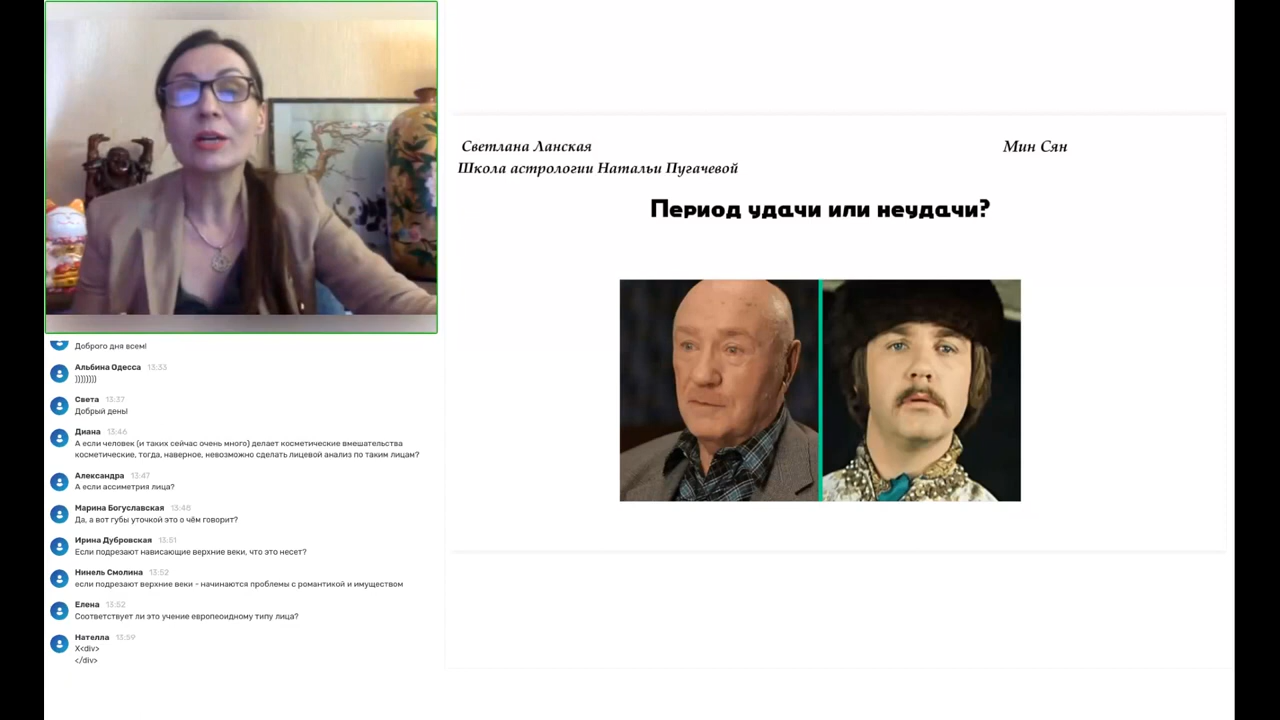 Светлана Ланская
Мин Сян
Школа астрологии Натальи Пугачевой
Период удачи или неудачи?
Доброго дня всем!
Альбина Одесса 13:33
))))))))
Света 13:37
Добрый день!
Диана 13:46
А если человек (и таких сейчас очень много) делает косметические вмешательства
косметические, тогда, наверное, невозможно сделать лицевой анализ по таким лицам?
Александра 13:47
А если ассиметрия лица?
Марина Богуславская 13:48
Да, а вот губы уточкой это о чём говорит?
Ирина Дубровская 13:51
Если подрезают нависающие верхние веки, что это несет?
Нинель Смолина 13:52
если подрезают верхние веки - начинаются проблемы с романтикой и имуществом
Елена 13:52
Соответствует ли это учение европеоидному типу лица?
Нателла 13:59
X<div>
</div>